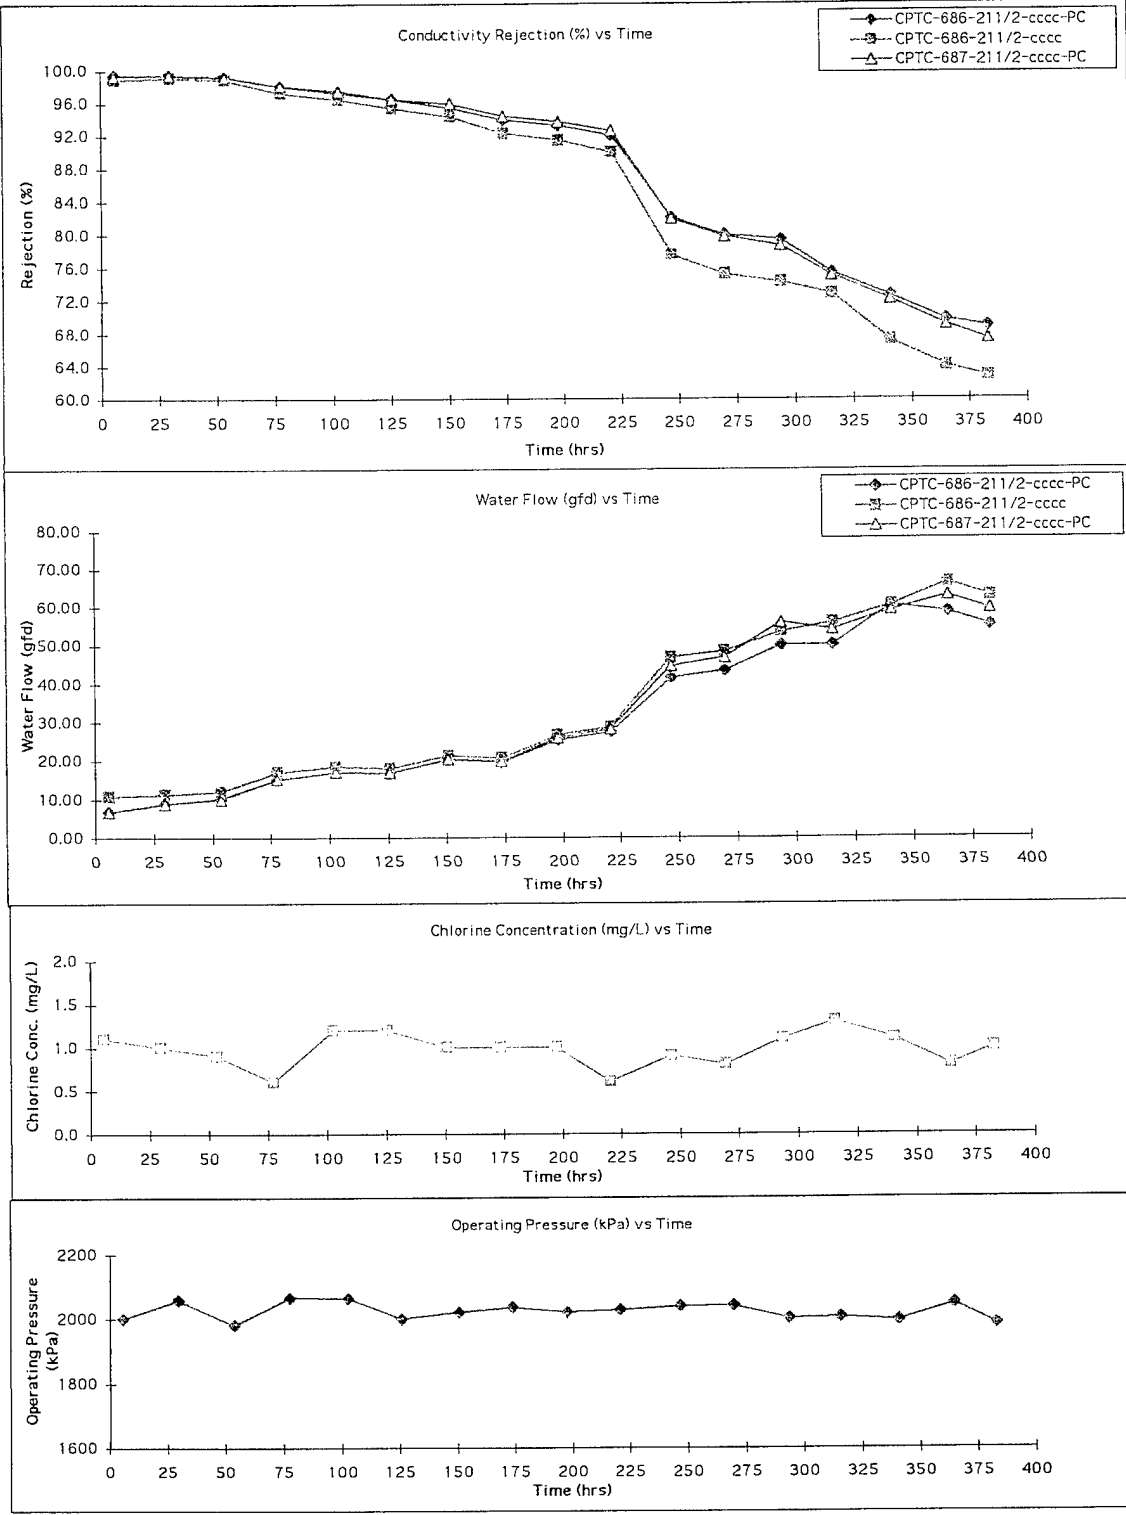 Conductivity Rejection (%) vs Time
CPTC-686-211/2-cccc-PC
CPTC-686-211/2-cccc
CPTC-687-211/2-cccc-PC
Rejection (%)
100.0
96.0
92.0
88.0
84.0
80.0
76.0
72.0
68.0
64.0
60.0
0 25 50 75 100 125 150 175 200 225 250 275 300 325 350 375 400
Time (hrs)
Water Flow (gfd) vs Time
CPTC-686-211/2-cccc-PC
CPTC-686-211/2-cccc
CPTC-687-211/2-cccc-PC
Water Flow (gfd)
80.00
70.00
60.00
50.00
40.00
30.00
20.00
10.00
0.00
0 25 50 75 100 125 150 175 200 225 250 275 300 325 350 375 400
Time (hrs)
Chlorine Concentration (mg/L) vs Time
Chlorine Conc. (mg/L)
2.0
1.5
1.0
0.5
0.0
0 25 50 75 100 125 150 175 200 225 250 275 300 325 350 375 400
Time (hrs)
Operating Pressure (kPa) vs Time
Operating Pressure
(kPa)
2200
2000
1800
1600
0 25 50 75 100 125 150 175 200 225 250 275 300 325 350 375 400
Time (hrs)